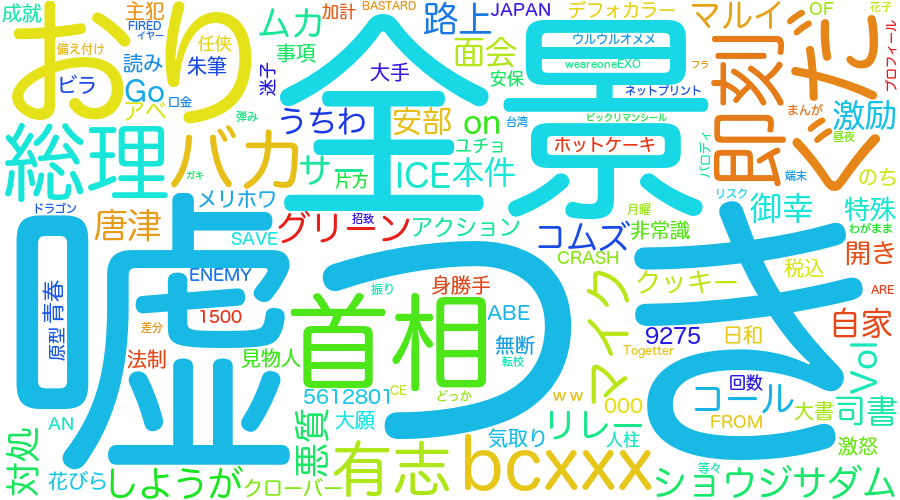 成就
主犯
加計
BASTARD
JAPAN
デフォカラー
OF
花子
FIRED
イヤー
ムカ
路上
マルイ
備え付け
任侠
事項
面会
ウルウルオメメ
プロフィール
おり
全景
即刻
ぐだ
ビラ
読み
朱筆
迷子
大手
安保
weareoneEXO
フラ
Go
口金
ネットプリント
アベ
弾み
うちわ
安部
on
台湾
ビックリマンシール
まんが
激励
総理
バカ
サー
ユチョ
ホットケーキ
パロディ
昼夜
ガキ
片方
ICE
本件
端末
のち
メリホワ
リスク
ドラゴン
唐津
招致
グリーン
アクション
月曜
御幸
特殊
わがまま
SAVE
コムズ
非常識
開き
嘘つき
ENEMY
CRASH
税込
原型
青春
身勝手
クッキー
ARE
振り
1500
首相
ABE
マイク
9275
日和
自家
差分
法制
見物人
無断
Togetter
転校
Vol
5612801
CE
どっか
回数
ww
000
コール
大書
司書
AN
大願
リレー
FROM
対処
悪質
有志
気取り
人柱
激怒
花びら
しようが
クローバー
bcxxx
等々
ショウジサダム